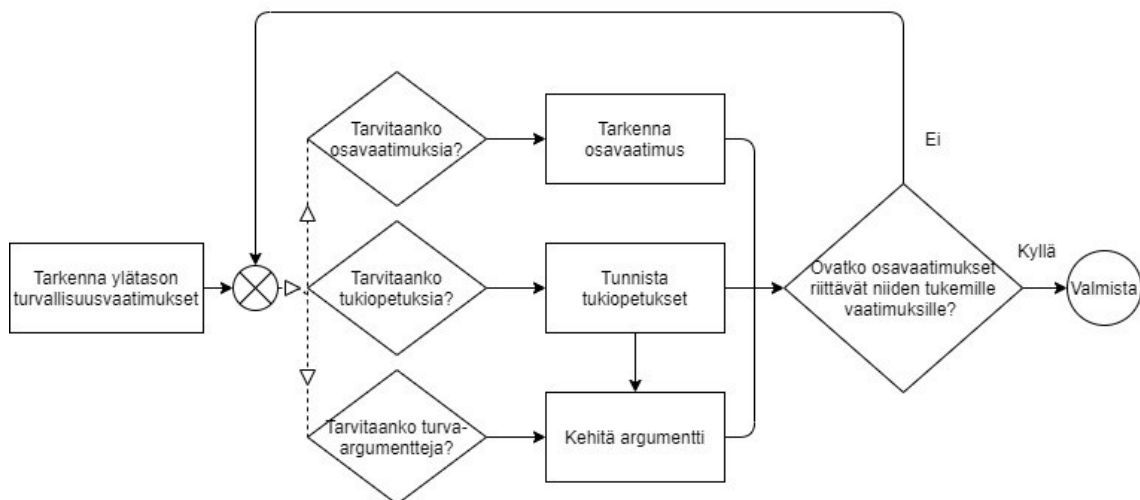 Ei
Tarvitaanko
osavaatimuksia?
Tarkenna
osavaatimus
Tarkenna ylätason
turvallisuusvaatimukset
Tarvitaanko
tukiopetuksia?
Tunnista
tukiopetukset
Ovatko osavaatimukset
riittävät niiden tukemille
vaatimuksille?
Kyllä
Valmista
Tarvitaanko turva-
argumentteja?
Kehitä argumentti